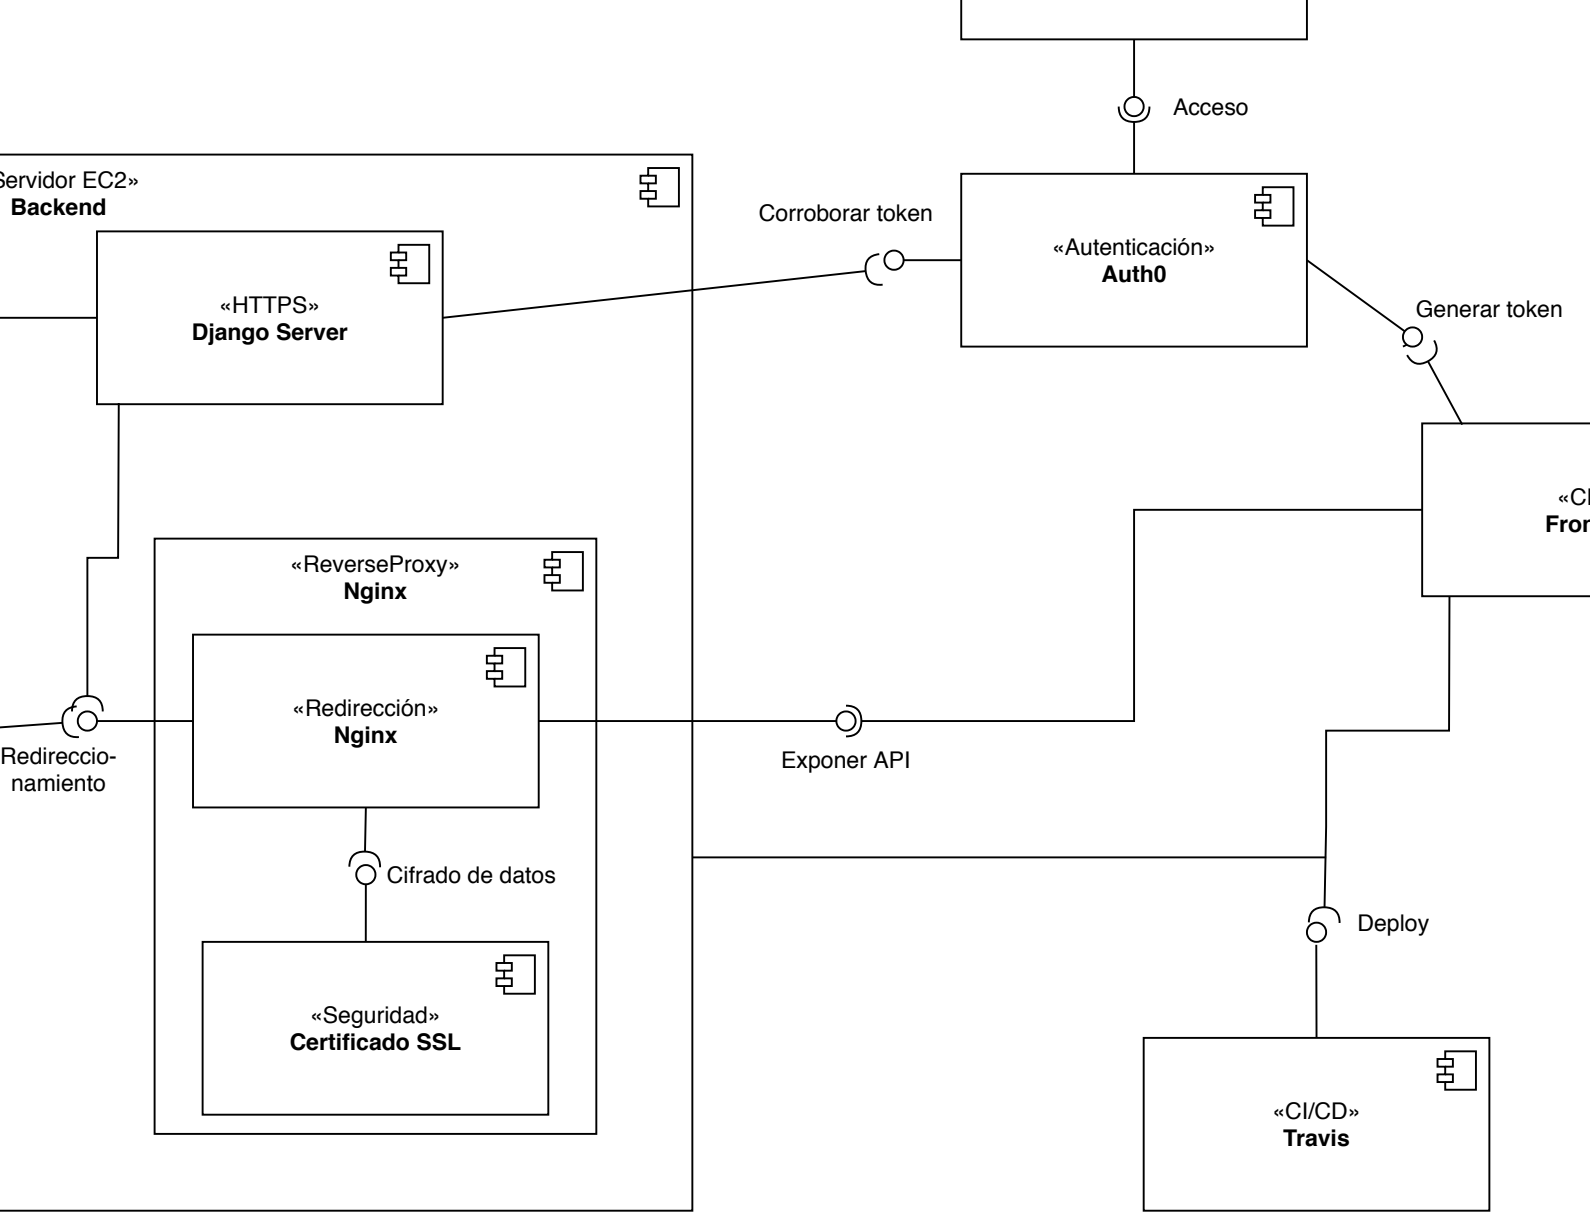 Acceso
Servidor EC2»
Backend
Corroborar token
«Autenticación»
Auth0
«HTTPS»
Django Server
Generar token
«ReverseProxy»
Nginx
«Redirección»
Nginx
Redireccio-
namiento
Exponer API
Cifrado de datos
Deploy
«Seguridad»
Certificado SSL
«CI/CD»
Travis